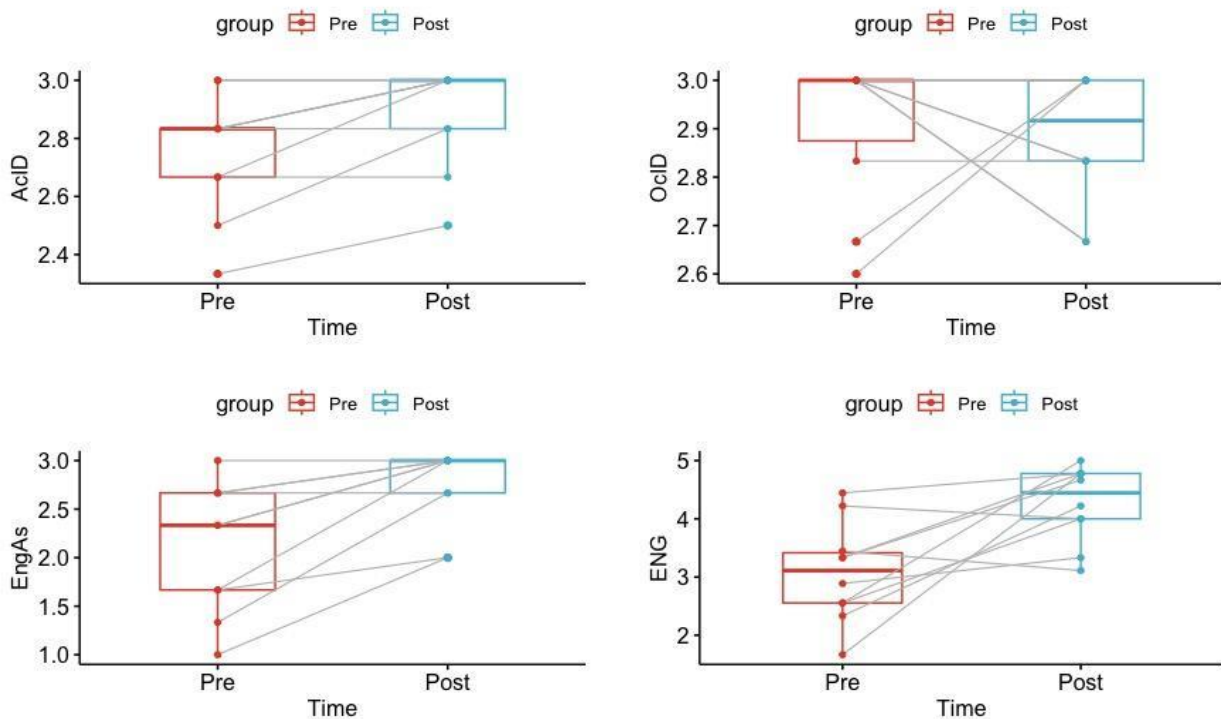 group Pre Post
AcID
3.0
2.8
2.6
2.4
Pre Post
Time
group Pre Post
OcID
3.0
2.9
2.8
2.7
2.6
Pre Post
Time
group Pre Post
EngAs
3.0
2.5
2.0
1.5
1.0
Pre Post
Time
group Pre Post
ENG
5
4
3
2
Pre Post
Time